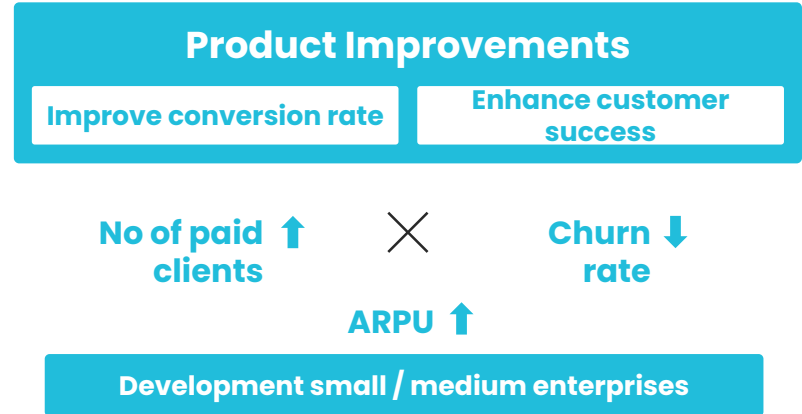 Product Improvements
Improve conversion rate
Enhance customer
success
No of paid
clients
Churn
rate
ARPU
Development small / medium enterprises